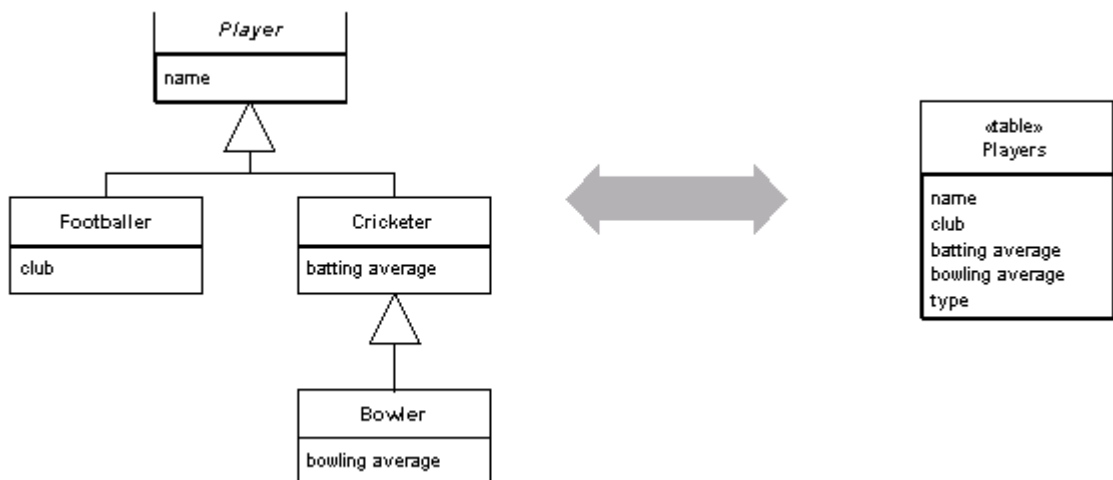 Player
name
Footballer
club
Cricketer
batting average
Bowler
bowling average
«table»
Players
name
club
batting average
bowling average
type